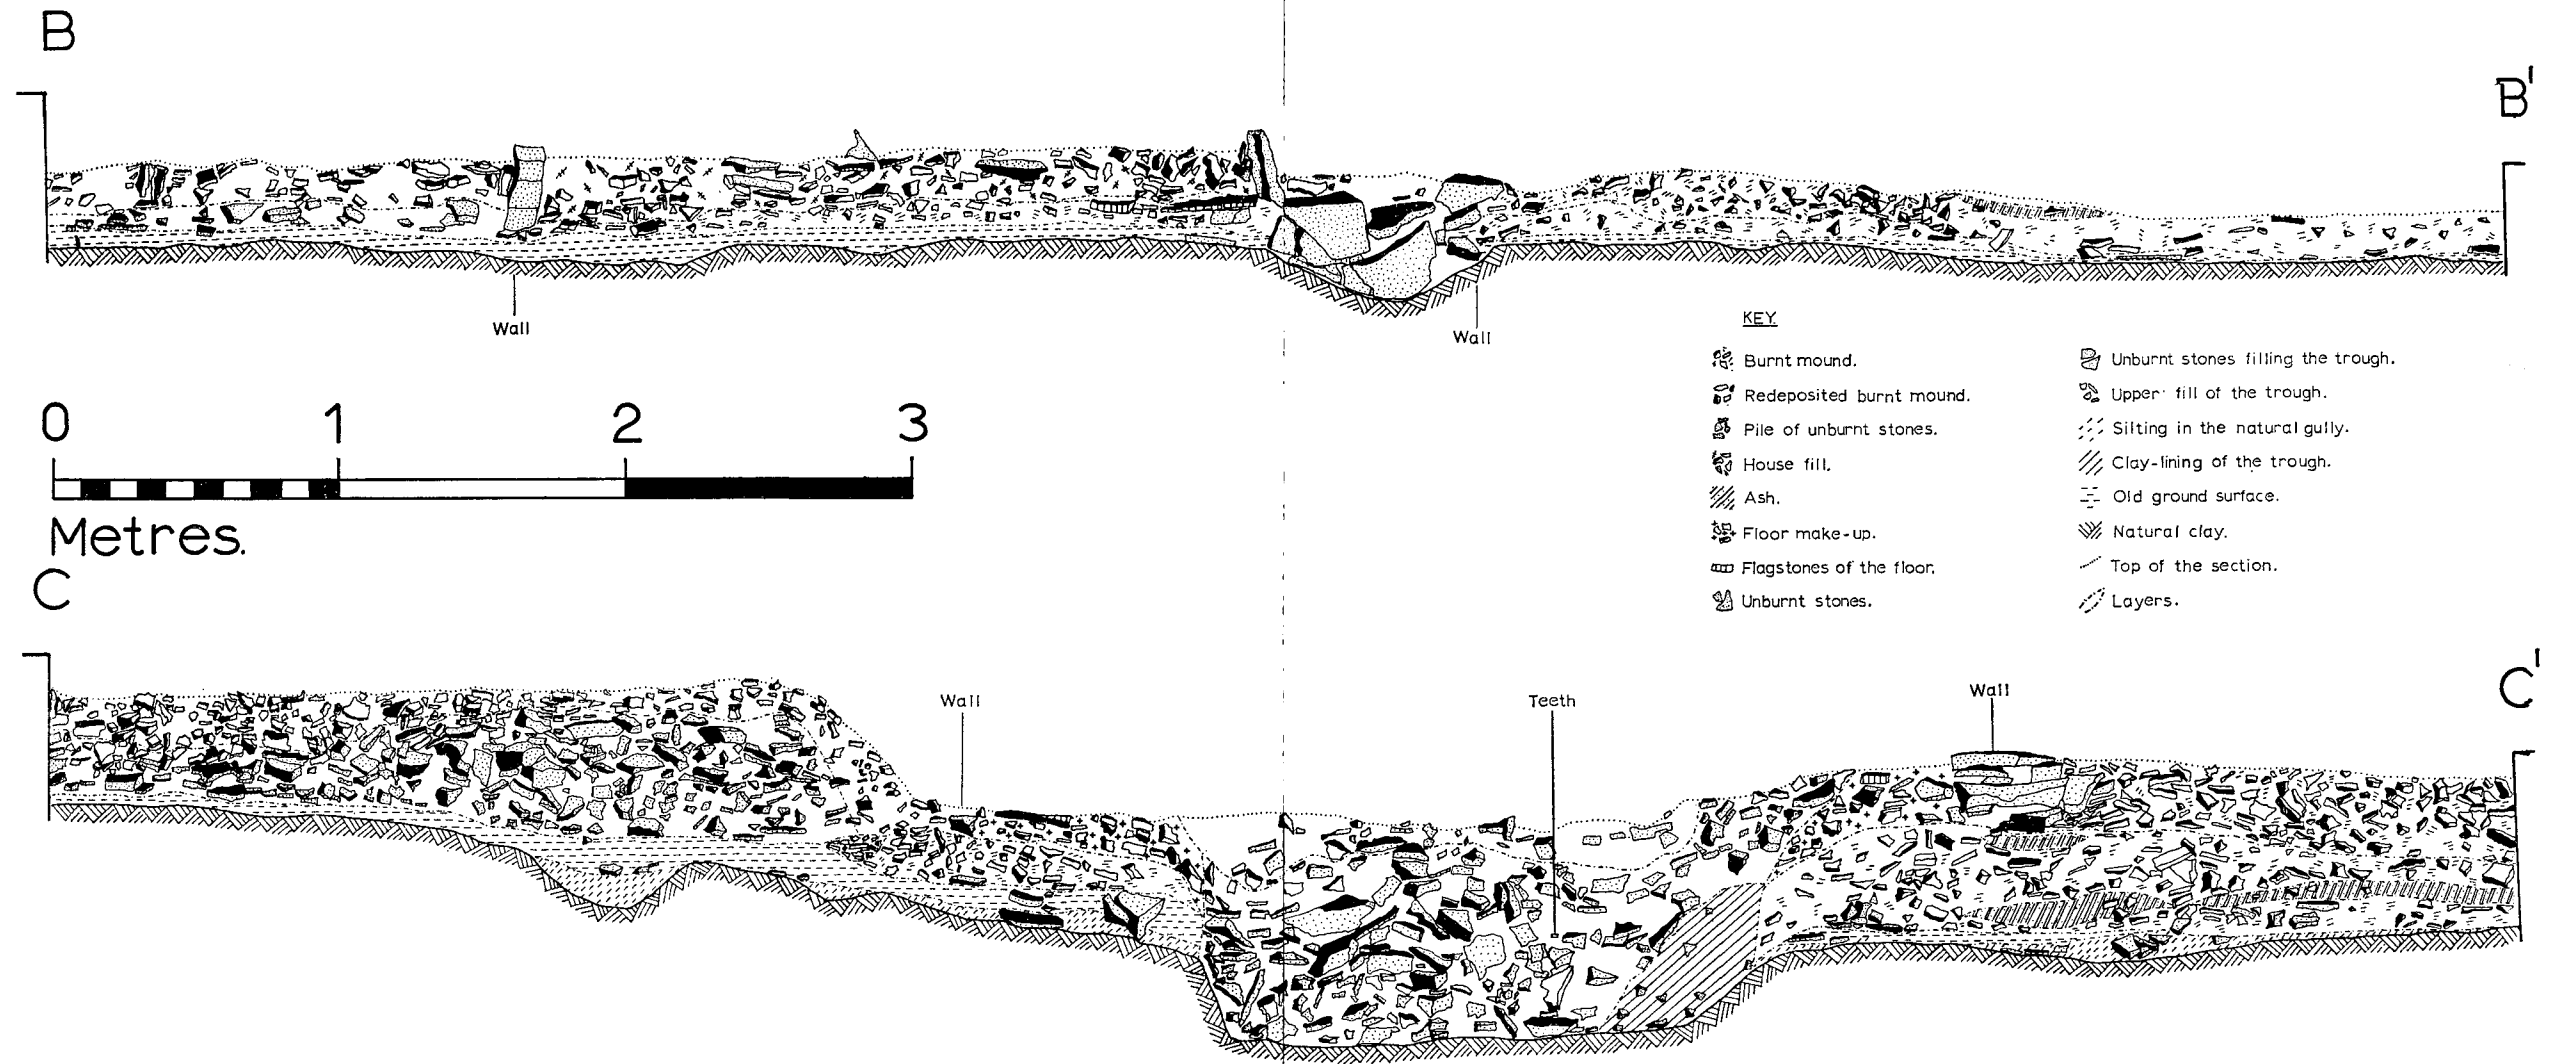 B
B'
Wall
Wall
0 1 2 3
Metres.
KEY.
Burnt mound.
Redeposited burnt mound.
Pile of unburnt stones.
House fill.
Ash.
Floor make-up.
Flagstones of the floor.
Unburnt stones.
Unburnt stones filling the trough.
Upper fill of the trough.
Silting in the natural gully.
Clay-lining of the trough.
Old ground surface.
Natural clay.
Top of the section.
Layers.
C
C'
Wall
Teeth
Wall